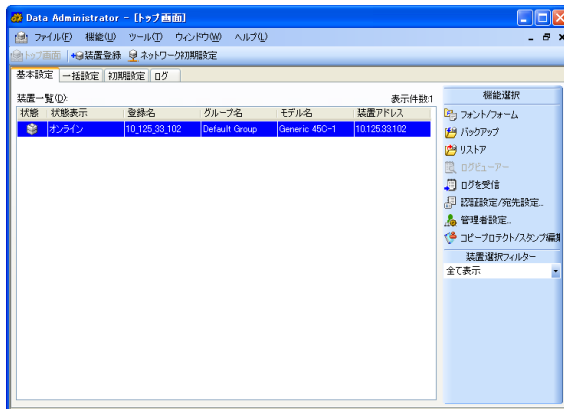 Data Administrator - [トップ画面]
ファイル(F) 機能(U) ツール(T) ウィンドウ(W) ヘルプ(L)
トップ画面 装置登録 ネットワーク初期設定
基本設定 一括設定 初期設定 ログ
装置一覧(D): 表示件数:1
状態 状態表示 登録名 グループ名 モデル名 装置アドレス
オンライン 10_125_33_102 Default Group Generic 45C-1 10.125.33.102
機能選択
フォント/フォーム
バックアップ
リストア
ログビューアー
ログを受信
認証設定/宛先設定...
管理者設定...
コピープロテクト/スタンプ編集
装置選択フィルター
全て表示